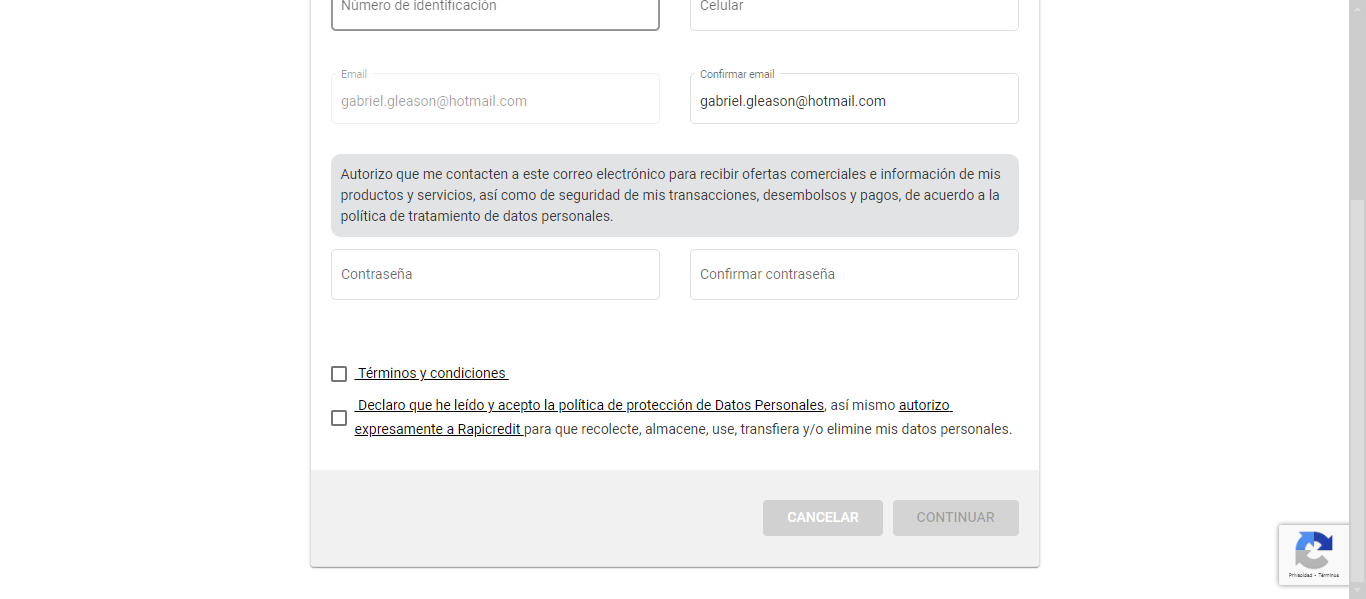 Número de identificación
Celular
Email
Confirmar email
gabriel.gleason@hotmail.com
gabriel.gleason@hotmail.com
Autorizo que me contacten a este correo electrónico para recibir ofertas comerciales e información de mis
productos y servicios, así como de seguridad de mis transacciones, desembolsos y pagos, de acuerdo a la
política de tratamiento de datos personales.
Contraseña
Confirmar contraseña
Términos y condiciones
Declaro que he leído y acepto la política de protección de Datos Personales, así mismo autorizo
expresamente a Rapicredit para que recolecte, almacene, use, transfiera y/o elimine mis datos personales.
CANCELAR
CONTINUAR
Privacidad - Términos